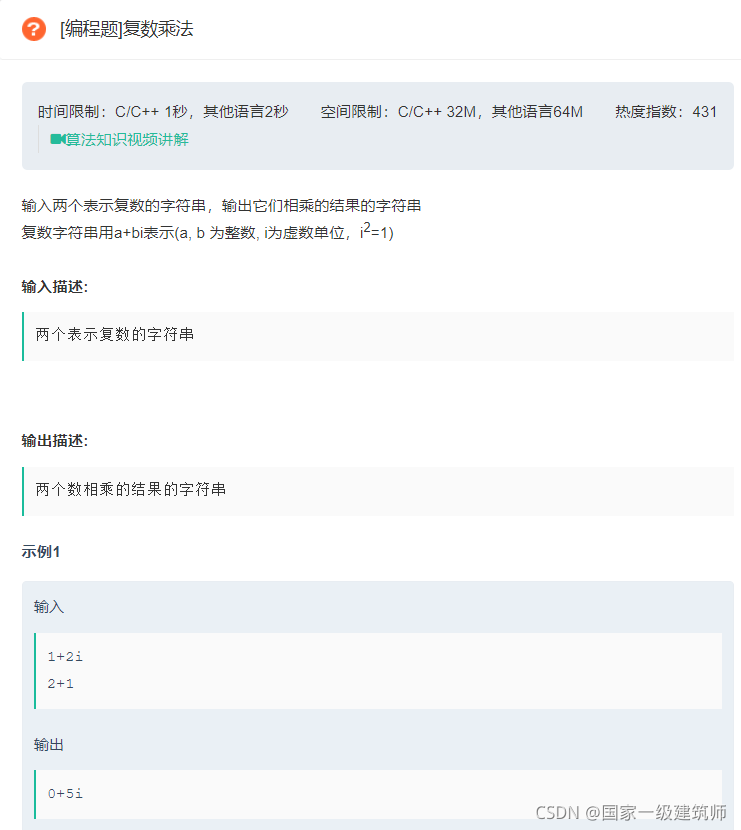 [编程题]复数乘法
时间限制：C/C++ 1秒，其他语言2秒 空间限制：C/C++ 32M，其他语言64M 热度指数：431
算法知识视频讲解
输入两个表示复数的字符串，输出它们相乘的结果的字符串
复数字符串用a+bi表示(a, b 为整数, i为虚数单位，i²=1)
输入描述:
两个表示复数的字符串
输出描述:
两个数相乘的结果的字符串
示例1
输入
1+2i
2+1
输出
0+5i
CSDN @国家一级建筑师